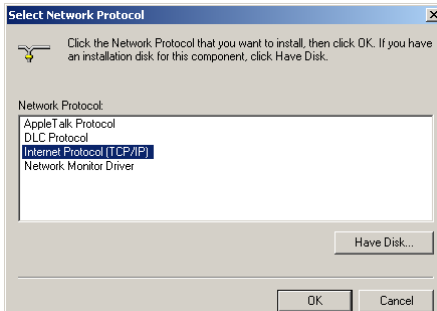 Select Network Protocol
Click the Network Protocol that you want to install, then click OK. If you have
an installation disk for this component, click Have Disk.
Network Protocol:
AppleTalk Protocol
DLC Protocol
Internet Protocol (TCP/IP)
Network Monitor Driver
Have Disk...
OK
Cancel